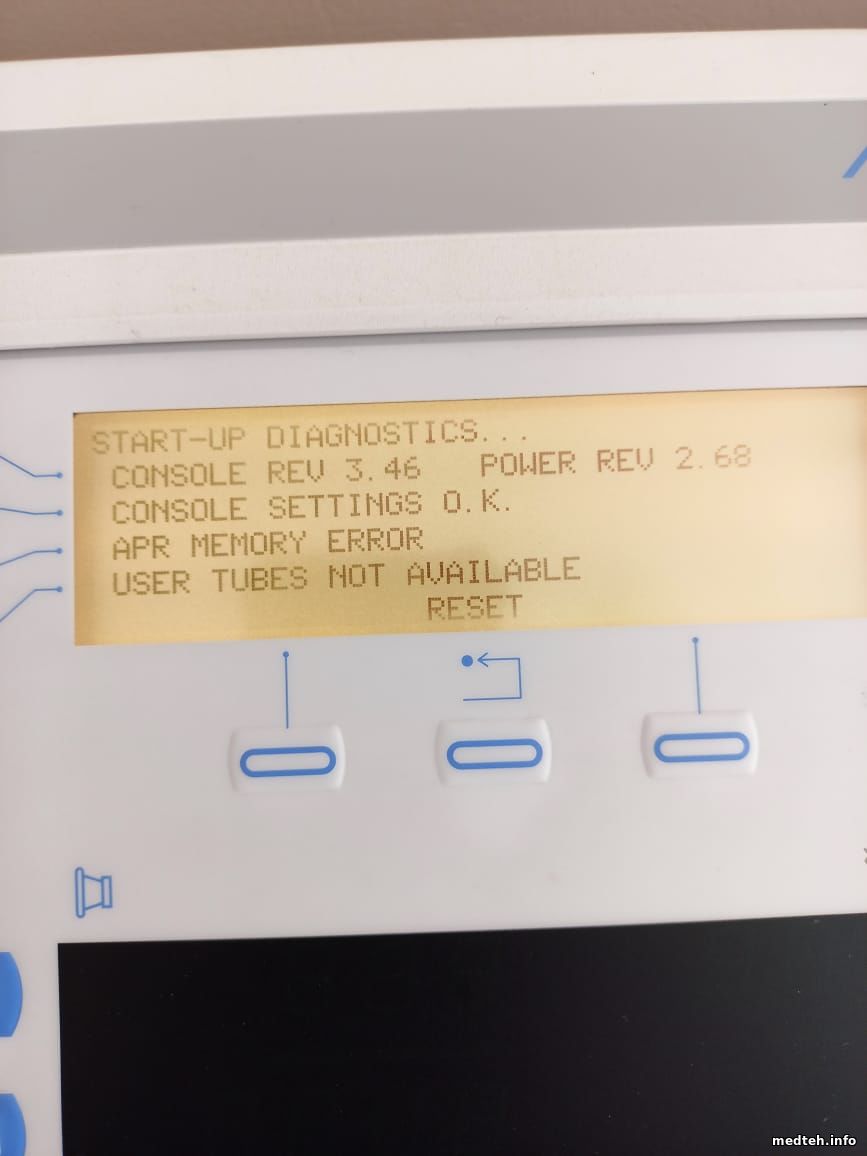 START-UP DIAGNOSTICS...
CONSOLE REV 3.46 POWER REV 2.68
CONSOLE SETTINGS O.K.
APR MEMORY ERROR
USER TUBES NOT AVAILABLE
RESET
medteh.info